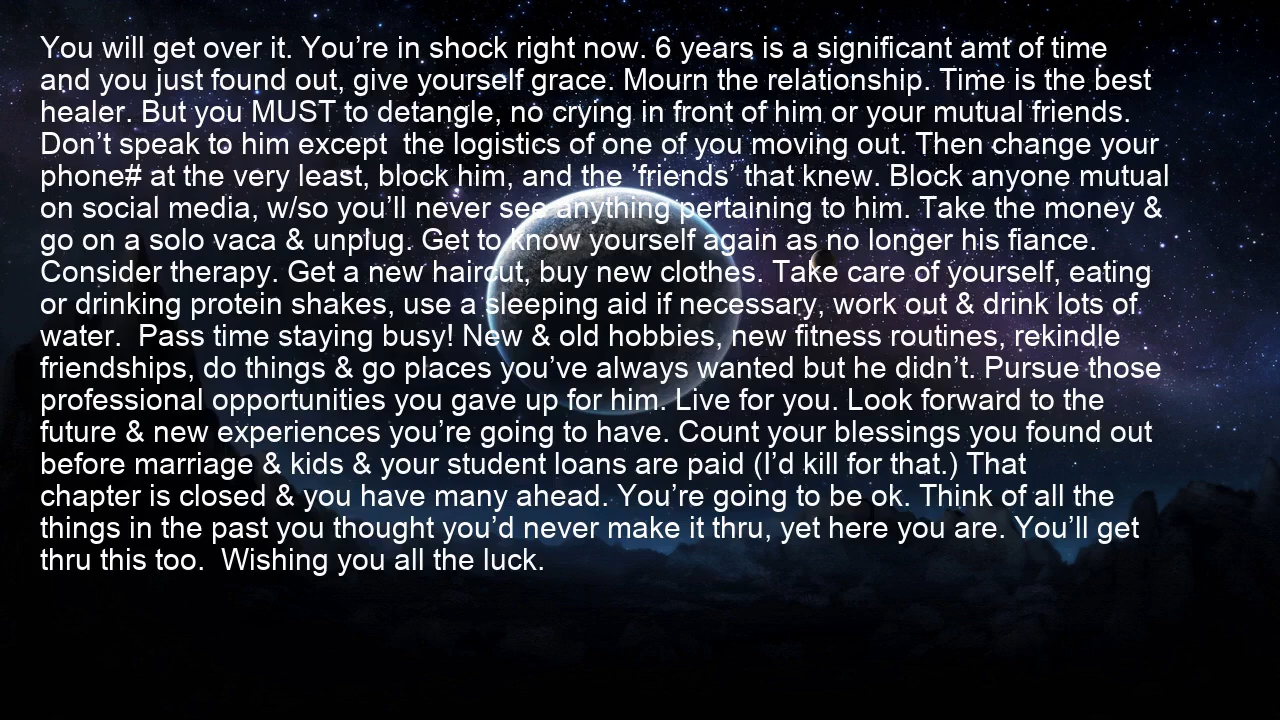 You will get over it. You’re in shock right now. 6 years is a significant amt of time
and you just found out, give yourself grace. Mourn the relationship. Time is the best
healer. But you MUST to detangle, no crying in front of him or your mutual friends.
Don’t speak to him except  the logistics of one of you moving out. Then change your
phone# at the very least, block him, and the ’friends’ that knew. Block anyone mutual
on social media, w/so you’ll never see anything pertaining to him. Take the money &
go on a solo vaca & unplug. Get to know yourself again as no longer his fiance.
Consider therapy. Get a new haircut, buy new clothes. Take care of yourself, eating
or drinking protein shakes, use a sleeping aid if necessary, work out & drink lots of
water.  Pass time staying busy! New & old hobbies, new fitness routines, rekindle
friendships, do things & go places you’ve always wanted but he didn’t. Pursue those
professional opportunities you gave up for him. Live for you. Look forward to the
future & new experiences you’re going to have. Count your blessings you found out
before marriage & kids & your student loans are paid (I’d kill for that.) That
chapter is closed & you have many ahead. You’re going to be ok. Think of all the
things in the past you thought you’d never make it thru, yet here you are. You’ll get
thru this too.  Wishing you all the luck.